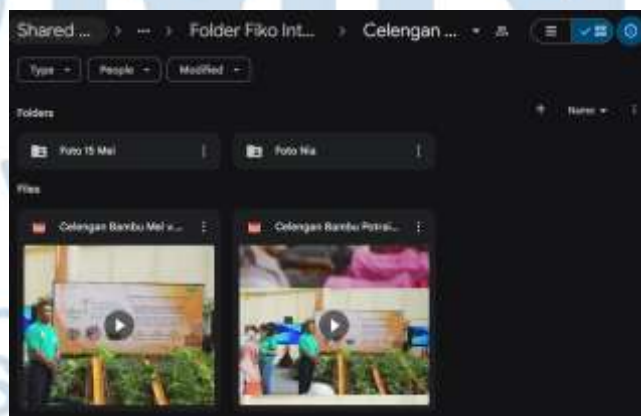 Shared ... > ... > Folder Fiko Int... > Celengan ...
Type People Modified
Folders
Name
Foto 15 Mei
Foto Nia
Files
Celengan Bambu Mei v...
Celengan Bambu Potrai...